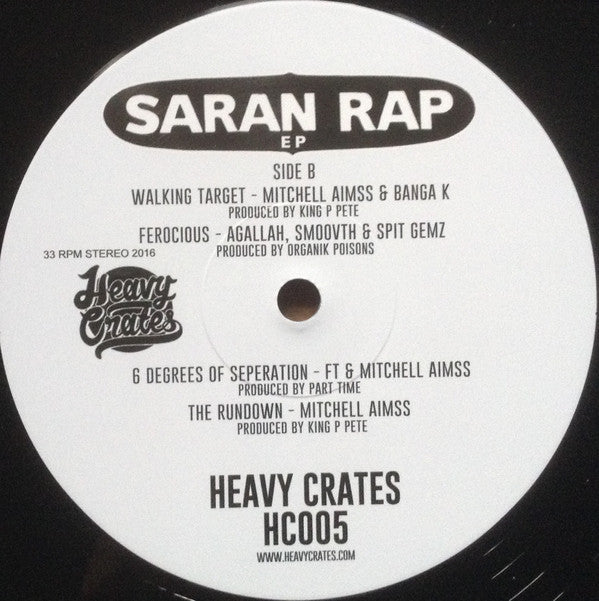 SARAN RAP
EP
SIDE B
WALKING TARGET - MITCHELL AIMSS & BANGA K
PRODUCED BY KING P PETE
FEROCIOUS - AGALLAH, SMOOVTH & SPIT GEMZ
PRODUCED BY ORGANIK POISONS
33 RPM STEREO 2016
Heavy
Crates
6 DEGREES OF SEPERATION - FT & MITCHELL AIMSS
PRODUCED BY PART TIME
THE RUNDOWN - MITCHELL AIMSS
PRODUCED BY KING P PETE
HEAVY CRATES
HC005
WWW.HEAVYCRATES.COM